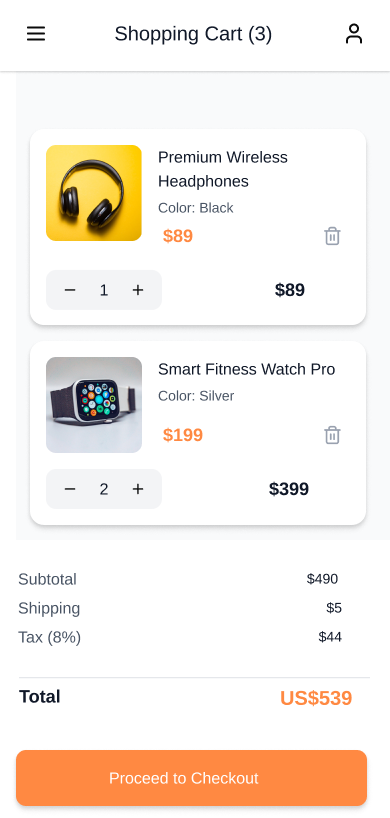 Shopping Cart (3)
Premium Wireless
Headphones
Color: Black
$89
1
$89
Smart Fitness Watch Pro
Color: Silver
$199
2
$399
Subtotal $490
Shipping $5
Tax (8%) $44
Total US$539
Proceed to Checkout